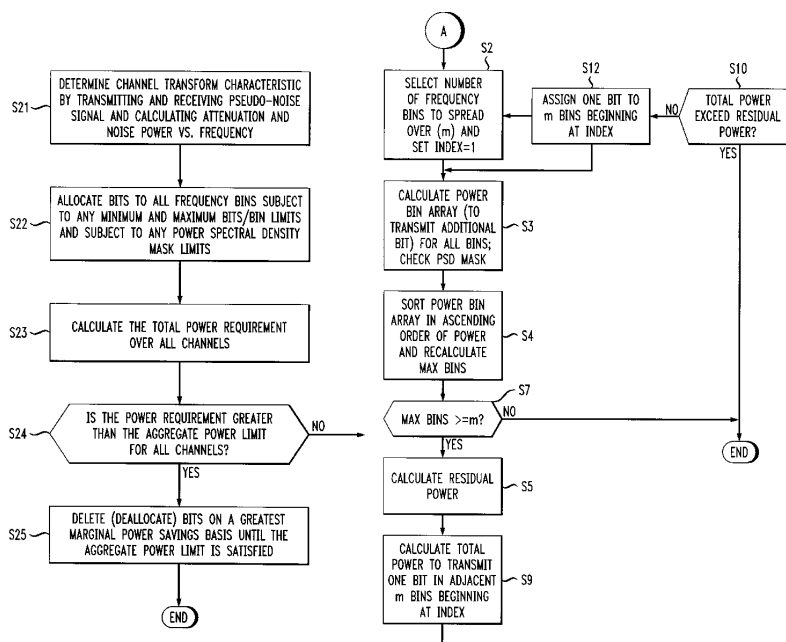 S21
DETERMINE CHANNEL TRANSFORM CHARACTERISTIC
BY TRANSMITTING AND RECEIVING PSEUDO-NOISE
SIGNAL AND CALCULATING ATTENUATION AND
NOISE POWER VS. FREQUENCY
S22
ALLOCATE BITS TO ALL FREQUENCY BINS SUBJECT
TO ANY MINIMUM AND MAXIMUM BITS/BIN LIMITS
AND SUBJECT TO ANY POWER SPECTRAL DENSITY
MASK LIMITS
S23
CALCULATE THE TOTAL POWER REQUIREMENT
OVER ALL CHANNELS
S24
IS THE POWER REQUIREMENT GREATER
THAN THE AGGREGATE POWER LIMIT
FOR ALL CHANNELS?
NO
YES
S25
DELETE (DEALLOCATE) BITS ON A GREATEST
MARGINAL POWER SAVINGS BASIS UNTIL THE
AGGREGATE POWER LIMIT IS SATISFIED
END
A
S2
SELECT NUMBER
OF FREQUENCY
BINS TO SPREAD
OVER (m) AND
SET INDEX=1
S12
ASSIGN ONE BIT TO
m BINS BEGINNING
AT INDEX
NO
S10
TOTAL POWER
EXCEED RESIDUAL
POWER?
YES
CALCULATE POWER
BIN ARRAY (TO
TRANSMIT ADDITIONAL
BIT) FOR ALL BINS;
CHECK PSD MASK
S3
SORT POWER BIN
ARRAY IN ASCENDING
ORDER OF POWER
AND RECALCULATE
MAX BINS
S4
S7
MAX BINS >=m?
NO
YES
END
CALCULATE RESIDUAL
POWER
S5
CALCULATE TOTAL
POWER TO TRANSMIT
ONE BIT IN ADJACENT
m BINS BEGINNING
AT INDEX
S9